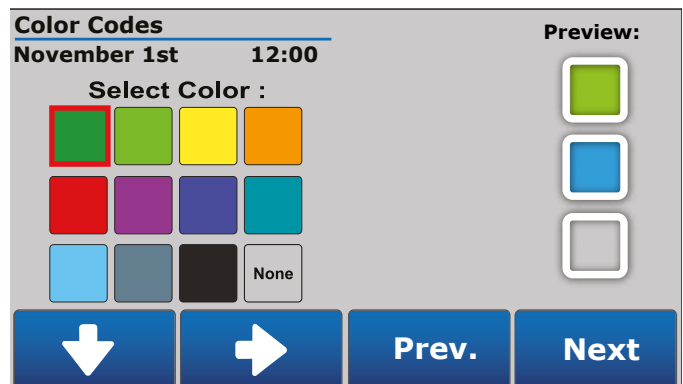 Color Codes
Preview:
November 1st 12:00
Select Color :
None
Prev.
Next